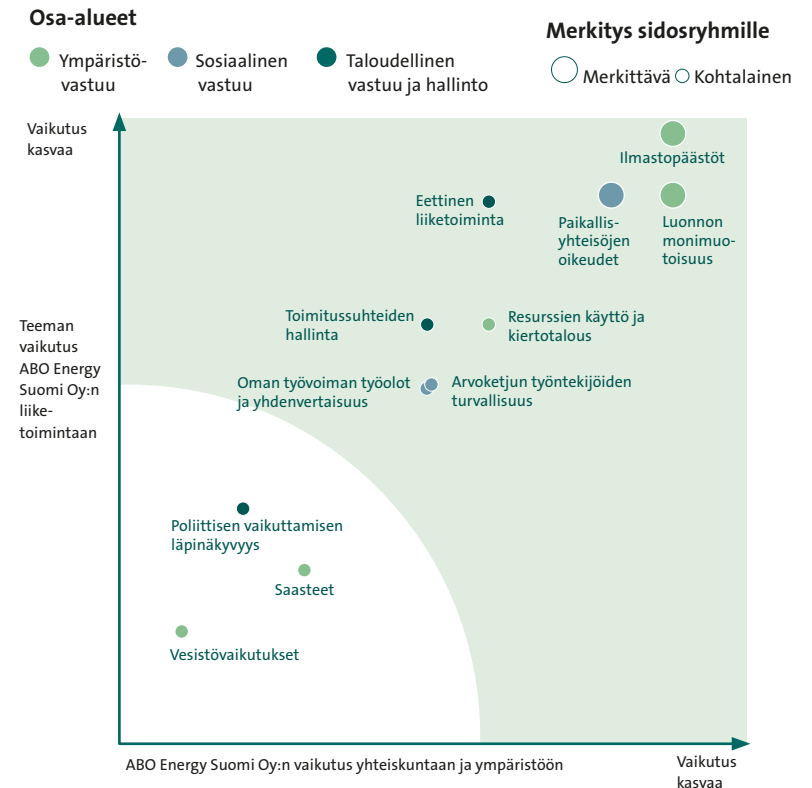 Osa-alueet
Ympäristö-
vastuu
Sosiaalinen
vastuu
Taloudellinen
vastuu ja hallinto
Merkitys sidosryhmille
Merkittävä
Kohtalainen
Vaikutus
kasvaa
Ilmastopäästöt
Eettinen
liiketoiminta
Paikallis-
yhteisöjen
oikeudet
Luonnon
monimuo-
toisuus
Toimitussuhteiden
hallinta
Resurssien käyttö ja
kiertotalous
Teeman
vaikutus
ABO Energy
Suomi Oy:n
liike-
toimintaan
Oman työvoiman työolot
ja yhdenvertaisuus
Arvoketjun työntekijöiden
turvallisuus
Poliittisen vaikuttamisen
läpinäkyvyys
Saasteet
Vesistövaikutukset
ABO Energy Suomi Oy:n vaikutus yhteiskuntaan ja ympäristöön
Vaikutus
kasvaa